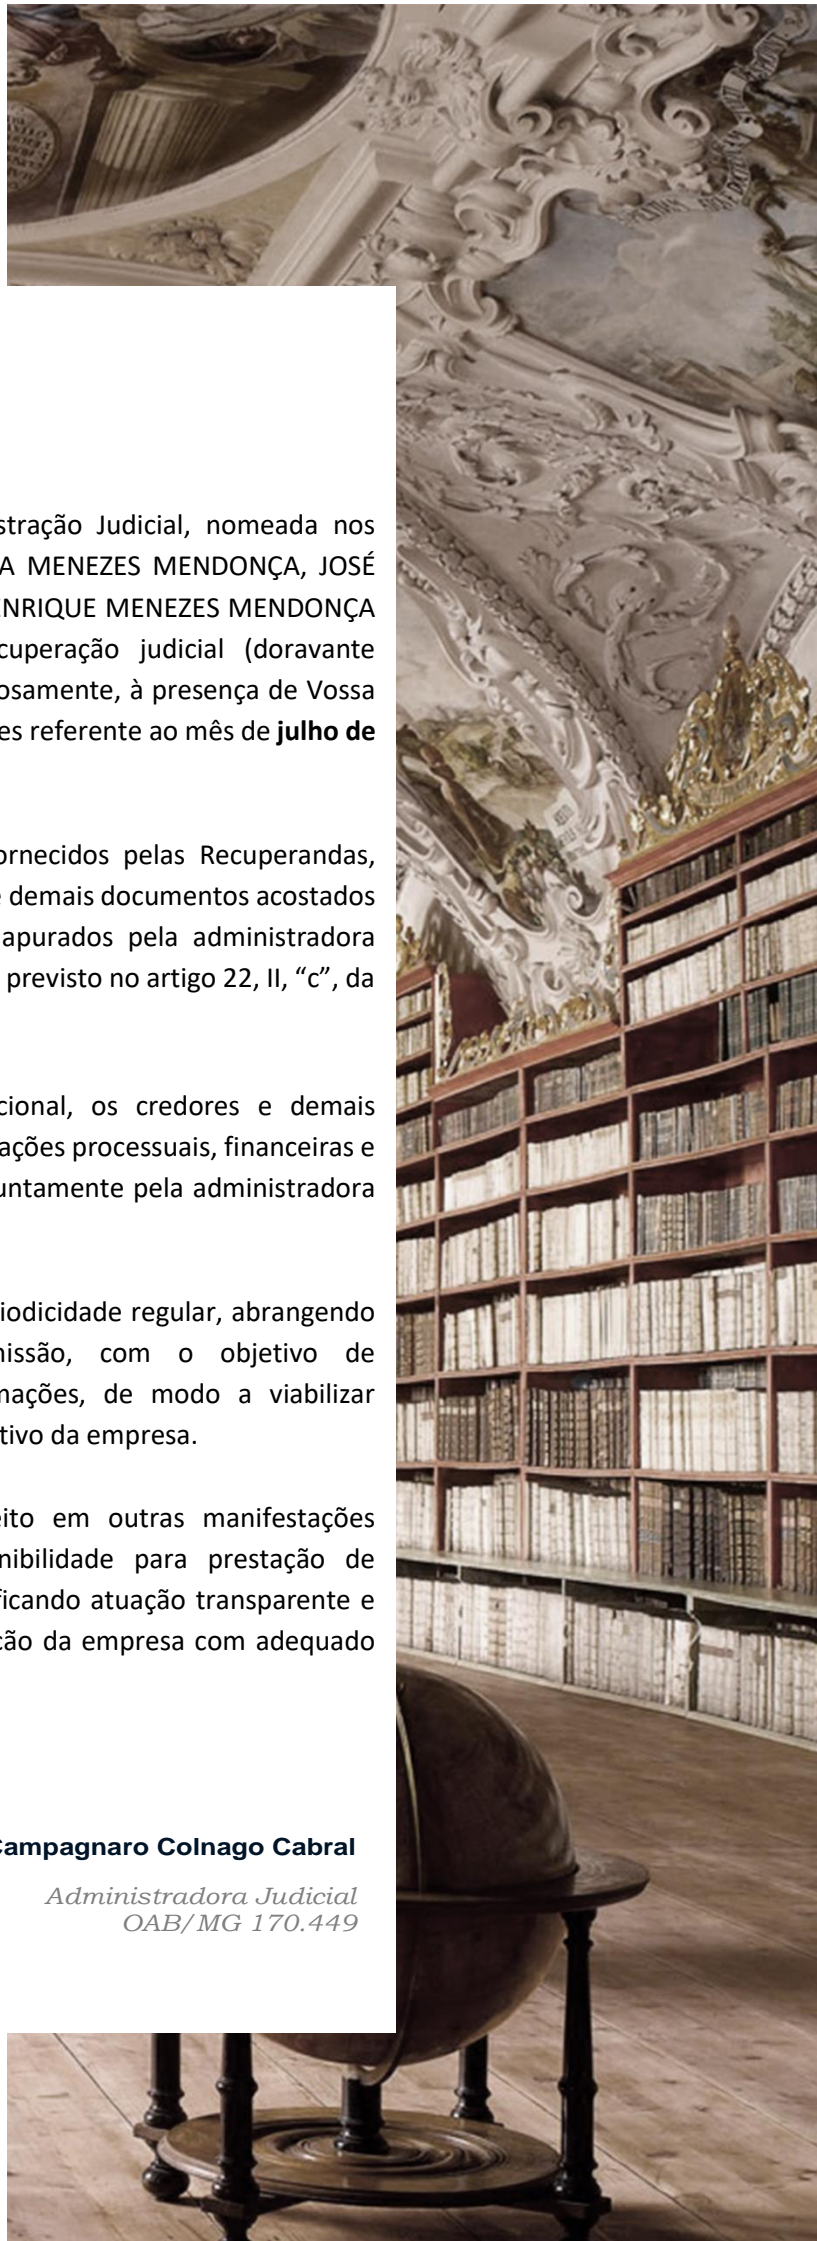 stração Judicial, nomeada nos
A MENEZES MENDONÇA, JOSÉ
ENRIQUE MENEZES MENDONÇA
cuperação judicial (doravante
osamente, à presença de Vossa
es referente ao mês de julho de
ornecidos pelas Recuperandas,
e demais documentos acostados
apurados pela administradora
previsto no artigo 22, II, “c”, da
cional, os credores e demais
ações processuais, financeiras e
untamente pela administradora
iodicidade regular, abrangendo
nissão, com o objetivo de
mações, de modo a viabilizar
tivo da empresa.
eito em outras manifestações
nibilidade para prestação de
ficando atuação transparente e
ção da empresa com adequado
Campagnaro Colnago Cabral
Administradora Judicial
OAB/MG 170.449